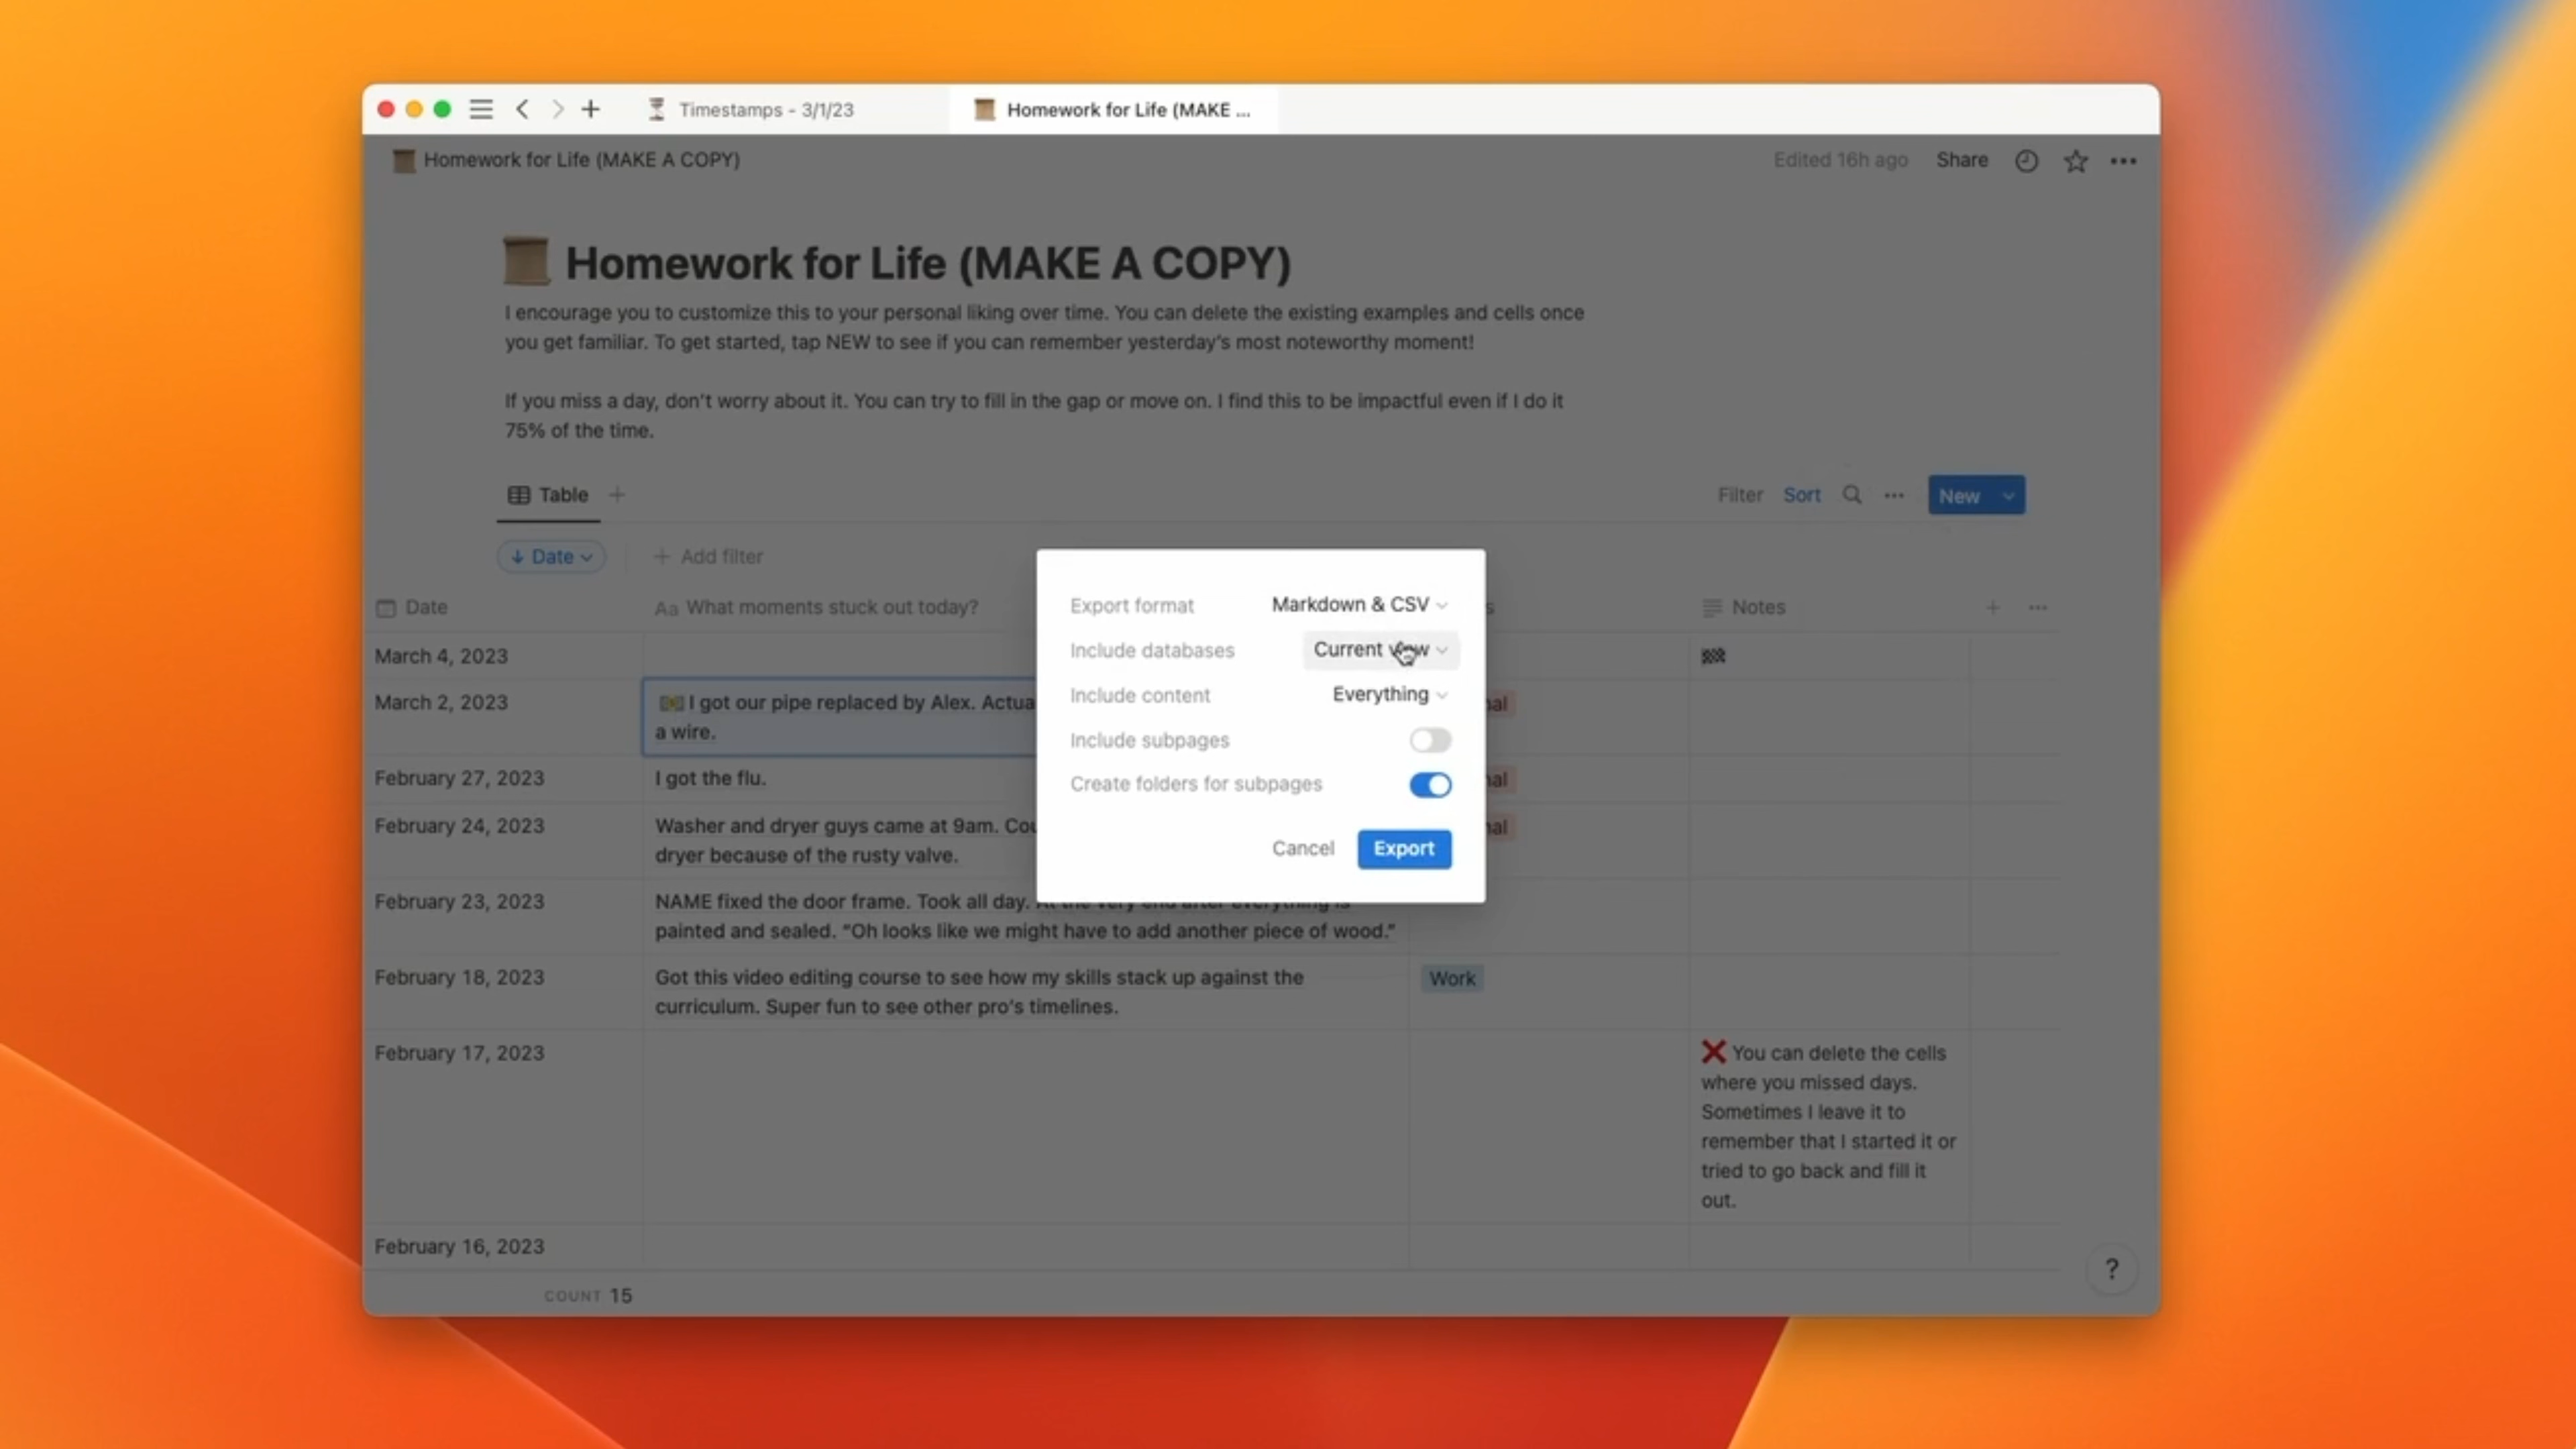 Timestamps - 3/1/23
Homework for Life (MAKE ...
Homework for Life (MAKE A COPY)
Edited 16h ago
Share
Homework for Life (MAKE A COPY)
I encourage you to customize this to your personal liking over time. You can delete the existing examples and cells once
you get familiar. To get started, tap NEW to see if you can remember yesterday's most noteworthy moment!
If you miss a day, don't worry about it. You can try to fill in the gap or move on. I find this to be impactful even if I do it
75% of the time.
Table
Filter
Sort
New
Date
Add filter
Date
Aa What moments stuck out today?
Notes
Export format
Markdown & CSV
Include databases
Current view
Include content
Everything
Include subpages
Create folders for subpages
Cancel
Export
March 4, 2023
March 2, 2023
I got our pipe replaced by Alex.
a wire.
February 27, 2023
I got the flu.
February 24, 2023
Washer and dryer guys came at 9am.
dryer because of the rusty valve.
February 23, 2023
NAME fixed the door frame. Took all day. At the very end after everything is
painted and sealed. "Oh looks like we might have to add another piece of wood."
February 18, 2023
Got this video editing course to see how my skills stack up against the
curriculum. Super fun to see other pro's timelines.
Work
February 17, 2023
You can delete the cells
where you missed days.
Sometimes I leave it to
remember that I started it or
tried to go back and fill it
out.
February 16, 2023
COUNT 15
?